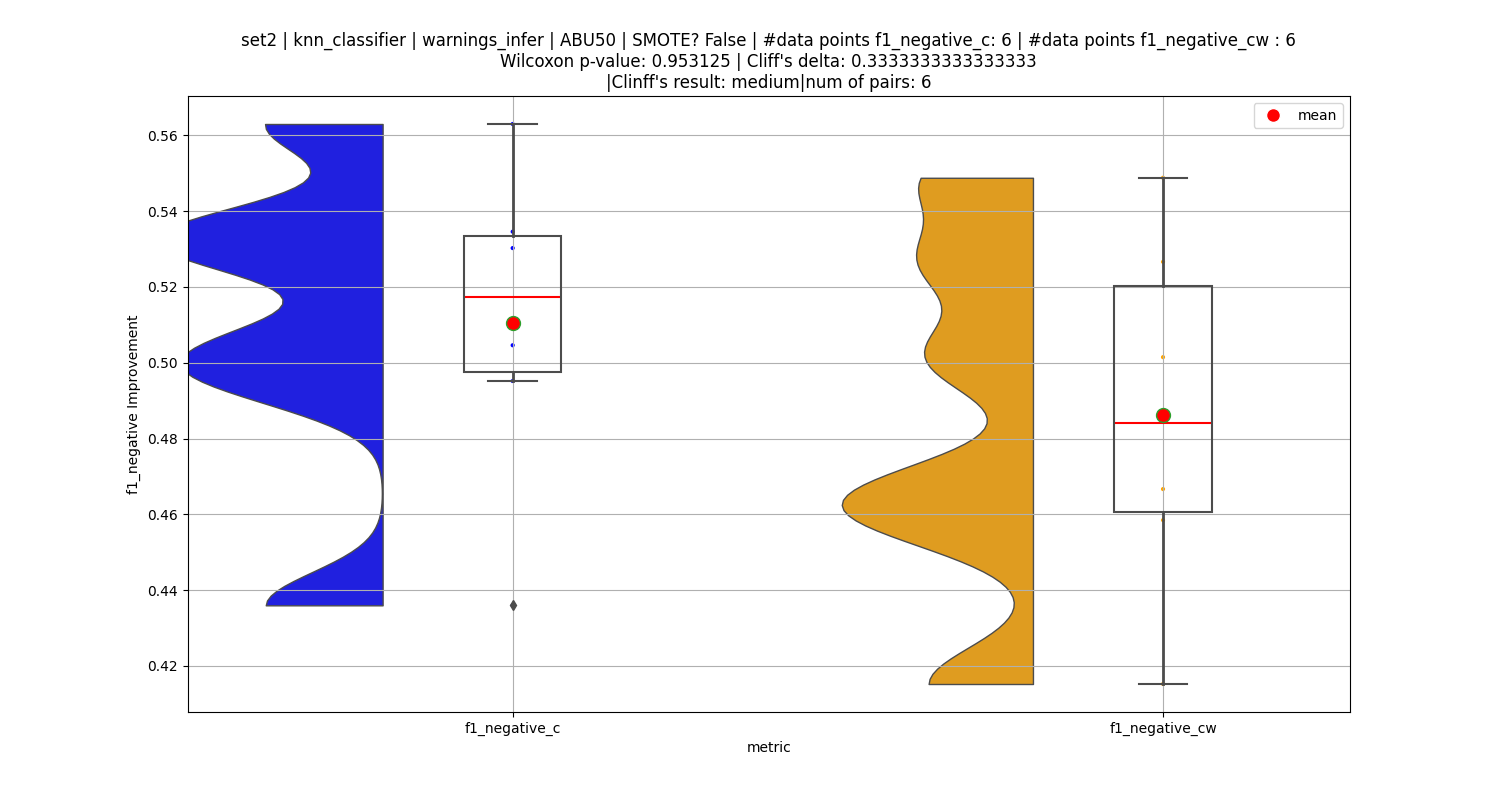 set2 | knn_classifier | warnings_infer | ABU50 | SMOTE? False | #data points f1_negative_c: 6 | #data points f1_negative_cw : 6
Wilcoxon p-value: 0.953125 | Cliff's delta: 0.3333333333333333
|Clinff's result: medium|num of pairs: 6
mean
0.56
0.54
0.52
0.50
0.48
0.46
0.44
0.42
f1_negative Improvement
f1_negative_c
f1_negative_cw
metric